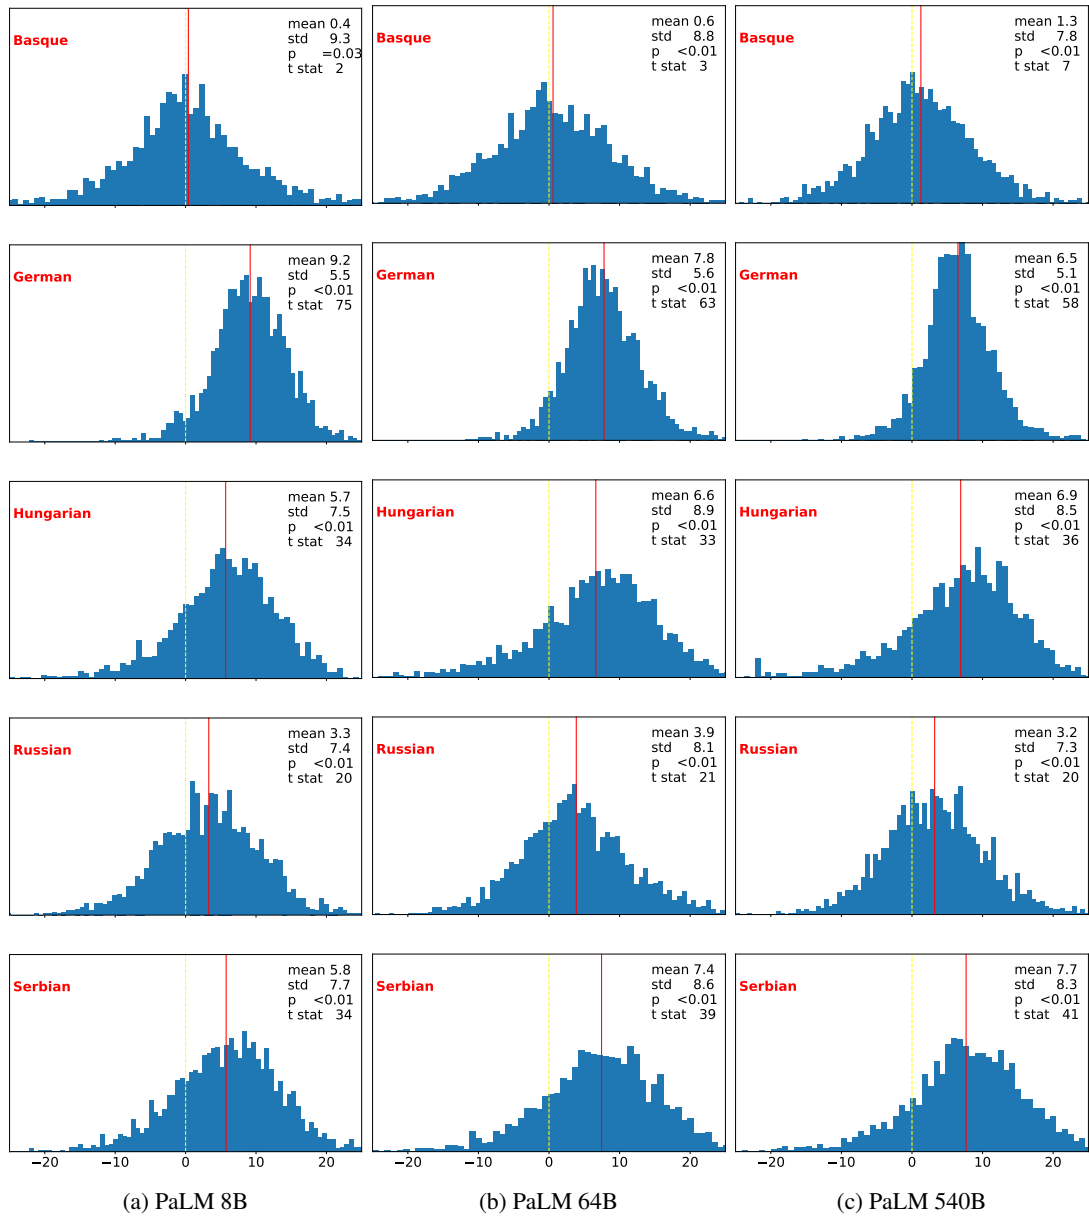 mean 0.4
std 9.3
p =0.03
t stat 2
Basque
mean 0.6
std 8.8
p <0.01
t stat 3
Basque
mean 1.3
std 7.8
p <0.01
t stat 7
Basque
mean 9.2
std 5.5
p <0.01
t stat 75
German
mean 7.8
std 5.6
p <0.01
t stat 63
German
mean 6.5
std 5.1
p <0.01
t stat 58
German
mean 5.7
std 7.5
p <0.01
t stat 34
Hungarian
mean 6.6
std 8.9
p <0.01
t stat 33
Hungarian
mean 6.9
std 8.5
p <0.01
t stat 36
Hungarian
mean 3.3
std 7.4
p <0.01
t stat 20
Russian
mean 3.9
std 8.1
p <0.01
t stat 21
Russian
mean 3.2
std 7.3
p <0.01
t stat 20
Russian
mean 5.8
std 7.7
p <0.01
t stat 34
Serbian
mean 7.4
std 8.6
p <0.01
t stat 39
Serbian
mean 7.7
std 8.3
p <0.01
t stat 41
Serbian
−20 −10 0 10 20
−20 −10 0 10 20
−20 −10 0 10 20
(a) PaLM 8B
(b) PaLM 64B
(c) PaLM 540B